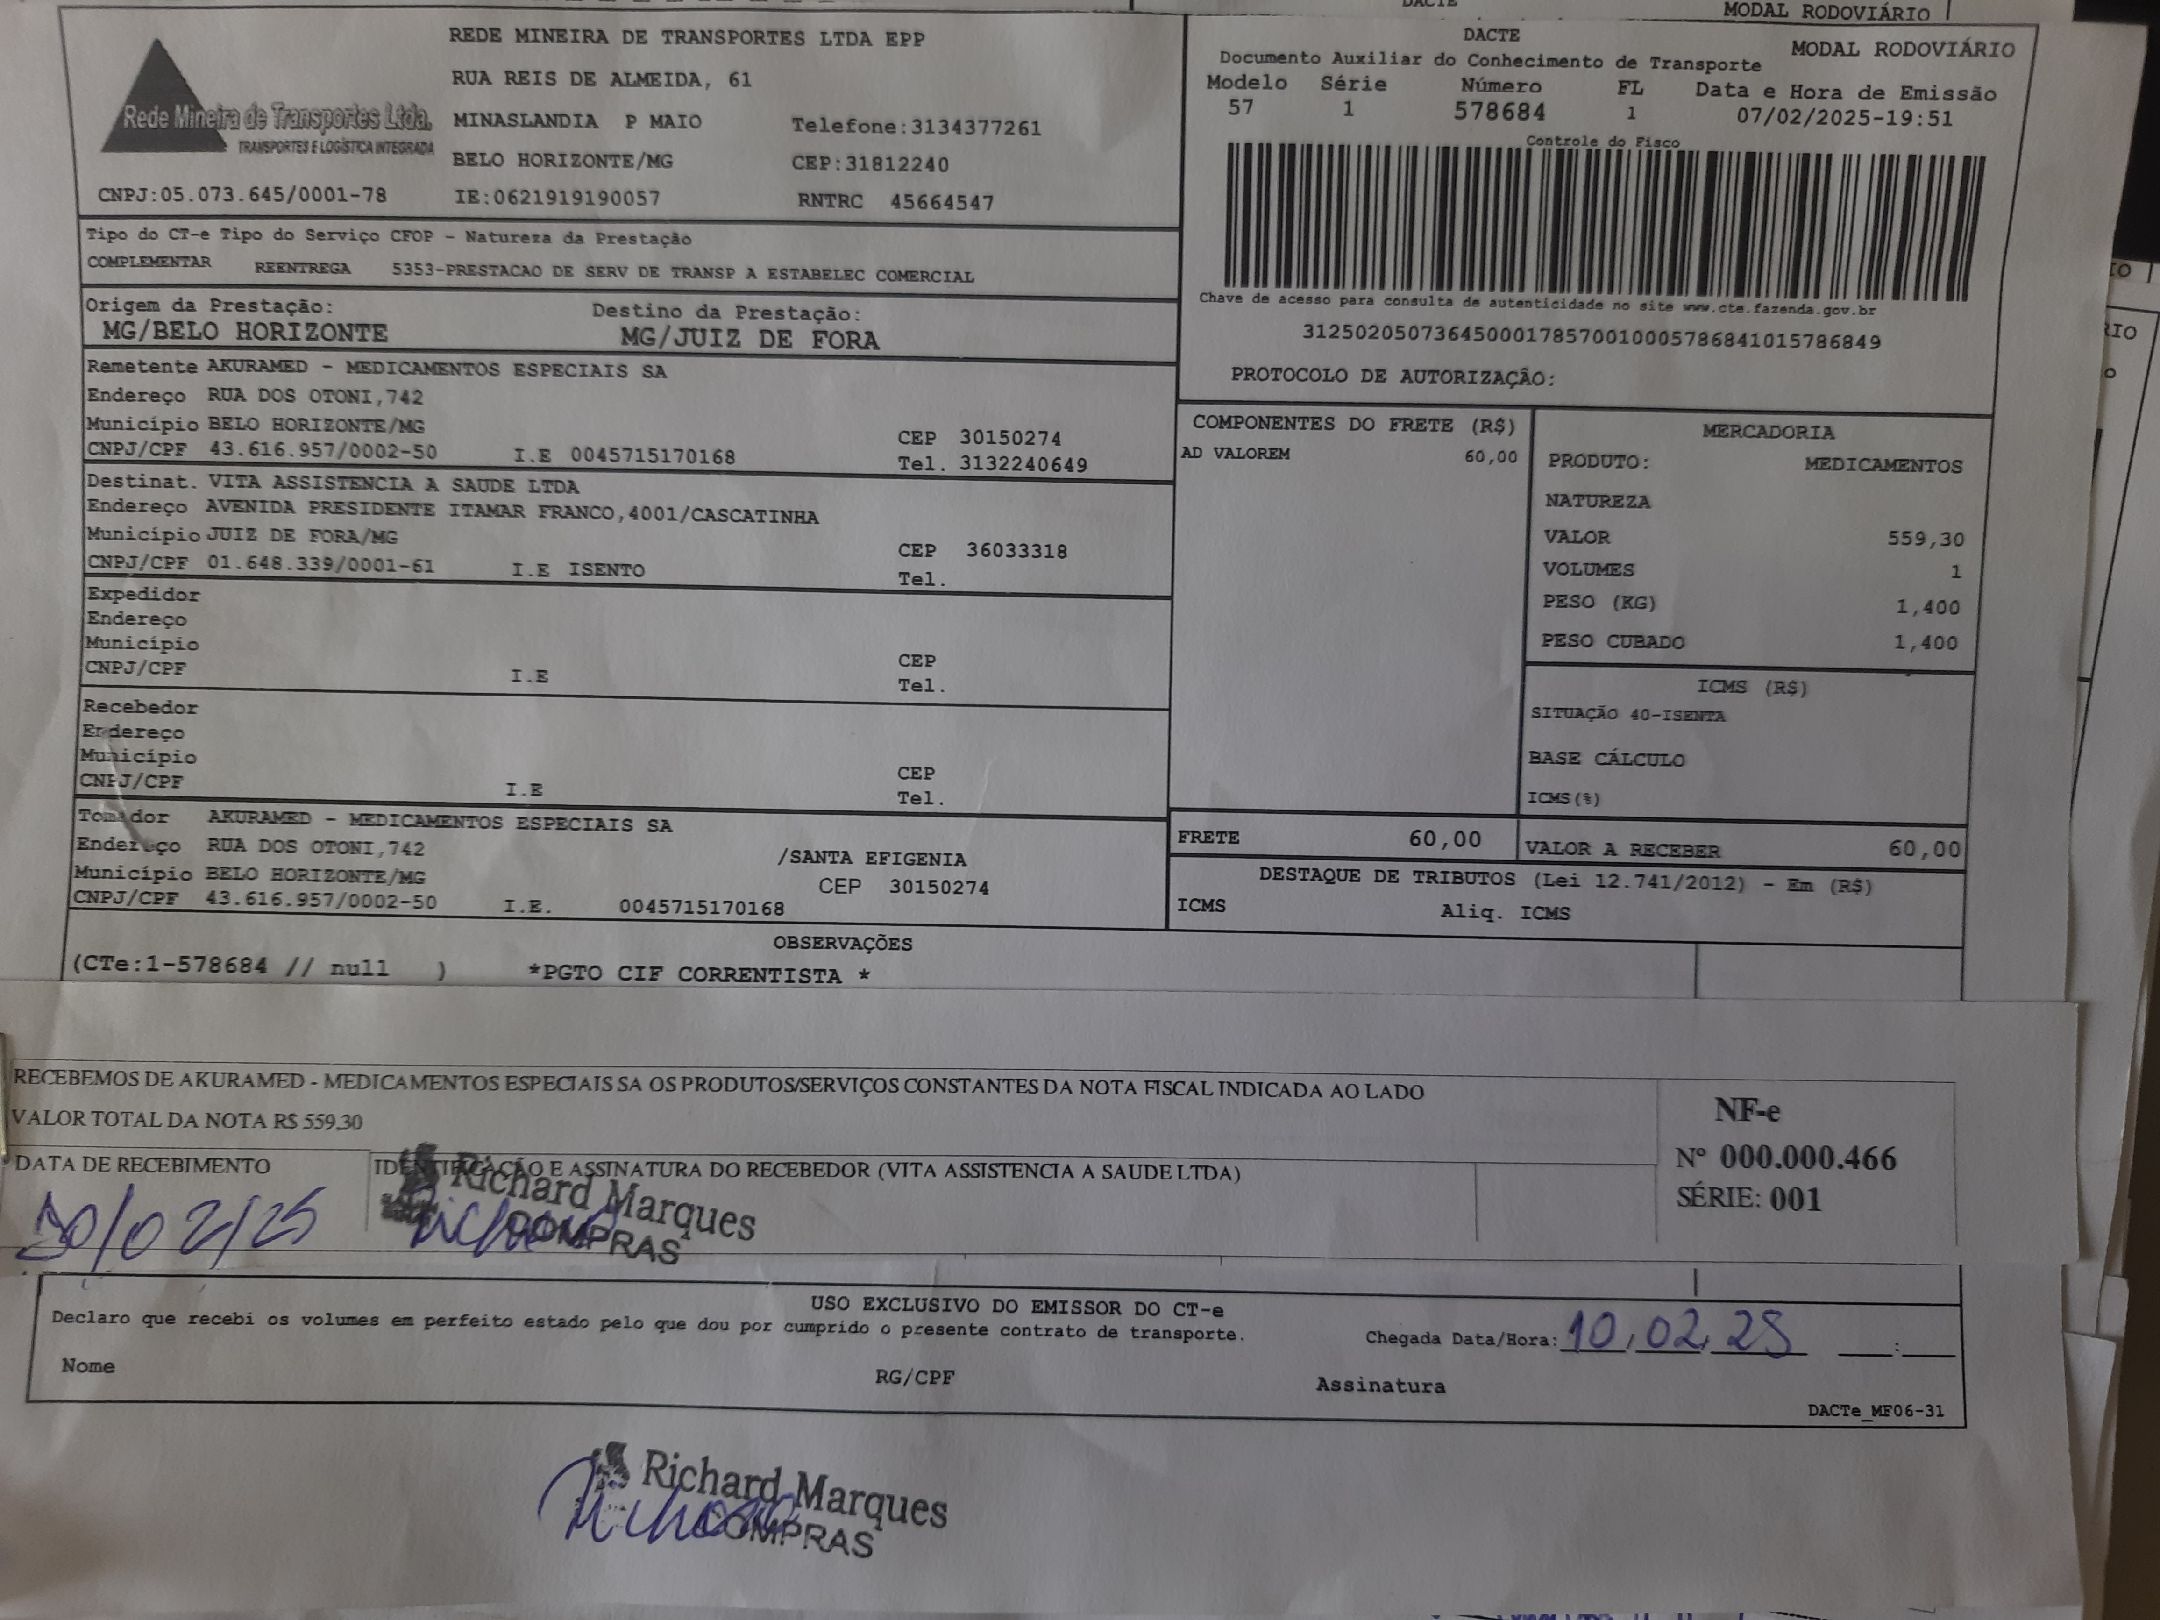 DACTE
MODAL RODOVIÁRIO
Rede Mineira de Transportes Ltda.
TRANSPORTES E LOGÍSTICA INTEGRADA
REDE MINEIRA DE TRANSPORTES LTDA EPP
RUA REIS DE ALMEIDA, 61
MINASLANDIA P MAIO Telefone:3134377261
BELO HORIZONTE/MG CEP:31812240
CNPJ:05.073.645/0001-78 IE:0621919190057 RNTRC 45664547
DACTE
MODAL RODOVIÁRIO
Documento Auxiliar do Conhecimento de Transporte
Modelo Série Número FL Data e Hora de Emissão
57 1 578684 1 07/02/2025-19:51
Controle do Fisco
Chave de acesso para consulta de autenticidade no site www.cte.fazenda.gov.br
31250205073645000178570010005786841015786849
PROTOCOLO DE AUTORIZAÇÃO:
Tipo do CT-e Tipo do Serviço CFOP - Natureza da Prestação
COMPLEMENTAR REENTREGA 5353-PRESTACAO DE SERV DE TRANSP A ESTABELEC COMERCIAL
Origem da Prestação: Destino da Prestação:
MG/BELO HORIZONTE MG/JUIZ DE FORA
Remetente AKURAMED - MEDICAMENTOS ESPECIAIS SA
Endereço RUA DOS OTONI,742
Município BELO HORIZONTE/MG CEP 30150274
CNPJ/CPF 43.616.957/0002-50 I.E 0045715170168 Tel. 3132240649
Destinat. VITA ASSISTENCIA A SAUDE LTDA
Endereço AVENIDA PRESIDENTE ITAMAR FRANCO,4001/CASCATINHA
Município JUIZ DE FORA/MG CEP 36033318
CNPJ/CPF 01.648.339/0001-61 I.E ISENTO Tel.
Expedidor
Endereço
Município CEP
CNPJ/CPF I.E Tel.
Recebedor
Endereço
Município CEP
CNPJ/CPF I.E Tel.
Tomador AKURAMED - MEDICAMENTOS ESPECIAIS SA
Endereço RUA DOS OTONI,742 /SANTA EFIGENIA
Município BELO HORIZONTE/MG CEP 30150274
CNPJ/CPF 43.616.957/0002-50 I.E. 0045715170168
COMPONENTES DO FRETE (R$)
AD VALOREM 60,00
MERCADORIA
PRODUTO: MEDICAMENTOS
NATUREZA
VALOR 559,30
VOLUMES 1
PESO (KG) 1,400
PESO CUBADO 1,400
ICMS (R$)
SITUAÇÃO 40-ISENTA
BASE CÁLCULO
ICMS(%)
FRETE 60,00 VALOR A RECEBER 60,00
DESTAQUE DE TRIBUTOS (Lei 12.741/2012) - Em (R$)
ICMS Aliq. ICMS
OBSERVAÇÕES
(CTe:1-578684 // null ) *PGTO CIF CORRENTISTA *
RECEBEMOS DE AKURAMED - MEDICAMENTOS ESPECIAIS SA OS PRODUTOS/SERVIÇOS CONSTANTES DA NOTA FISCAL INDICADA AO LADO
VALOR TOTAL DA NOTA R$ 559,30
DATA DE RECEBIMENTO IDENTIFICAÇÃO E ASSINATURA DO RECEBEDOR (VITA ASSISTENCIA A SAUDE LTDA)
10/02/25
Richard Marques
COMPRAS
NF-e
Nº 000.000.466
SÉRIE: 001
USO EXCLUSIVO DO EMISSOR DO CT-e
Declaro que recebi os volumes em perfeito estado pelo que dou por cumprido o presente contrato de transporte.
Chegada Data/Hora: 10,02,25 :
Nome RG/CPF Assinatura
DACTe_MF06-31
Richard Marques
COMPRAS